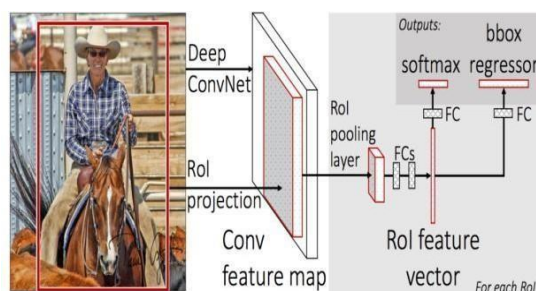 Deep
ConvNet
RoI
projection
Conv
feature map
RoI
pooling
layer
FCs
RoI feature
vector
Outputs:
softmax
bbox
regressor
FC
FC
For each RoI